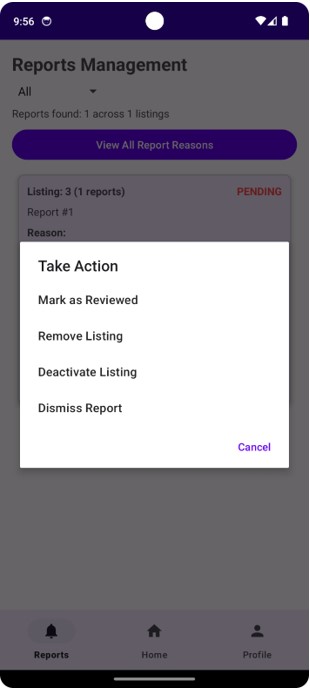 9:56
Reports Management
All
Reports found: 1 across 1 listings
View All Report Reasons
Listing: 3 (1 reports) PENDING
Report #1
Reason:
Take Action
Mark as Reviewed
Remove Listing
Deactivate Listing
Dismiss Report
Cancel
Reports Home Profile